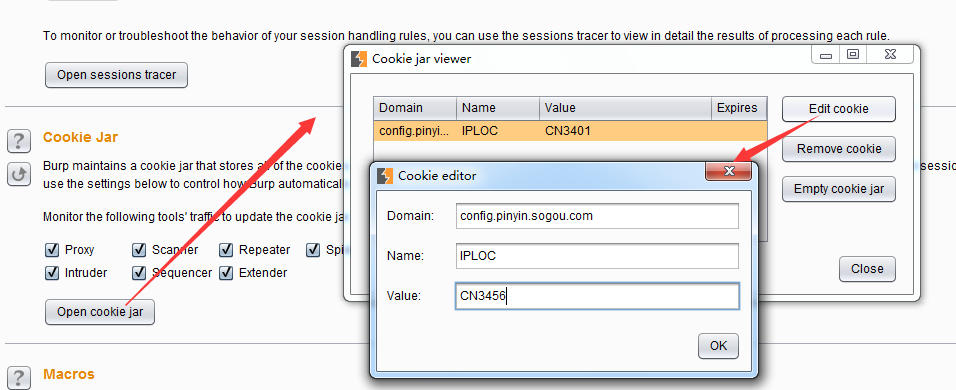 To monitor or troubleshoot the behavior of your session handling rules, you can use the sessions tracer to view in detail the results of processing each rule.
Open sessions tracer
Cookie jar viewer
Domain Name Value Expires
config.pinyi... IPLOC CN3401
Edit cookie
Remove cookie
Empty cookie jar
Close
? Cookie Jar
Burp maintains a cookie jar that stores all of the cookie
use the settings below to control how Burp automatical
Monitor the following tools' traffic to update the cookie ja
Proxy Scanner Repeater Spi
Intruder Sequencer Extender
Open cookie jar
Cookie editor
Domain: config.pinyin.sogou.com
Name: IPLOC
Value: CN3456
OK
? Macros